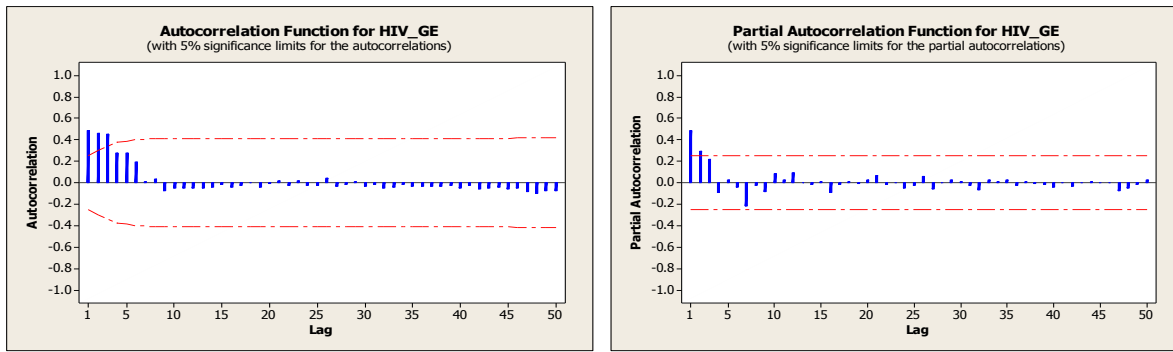 Autocorrelation Function for HIV_GE
(with 5% significance limits for the autocorrelations)
1.0
0.8
0.6
0.4
0.2
0.0
-0.2
-0.4
-0.6
-0.8
-1.0
Autocorrelation
1 5 10 15 20 25 30 35 40 45 50
Lag
Partial Autocorrelation Function for HIV_GE
(with 5% significance limits for the partial autocorrelations)
1.0
0.8
0.6
0.4
0.2
0.0
-0.2
-0.4
-0.6
-0.8
-1.0
Partial Autocorrelation
1 5 10 15 20 25 30 35 40 45 50
Lag